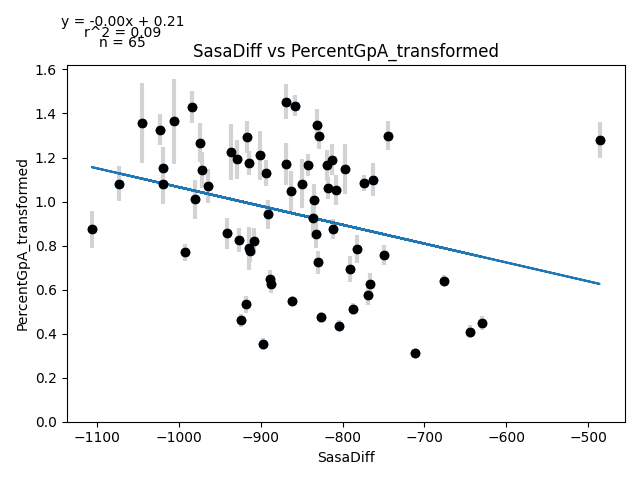 y = -0.00x + 0.21
r^2 = 0.09
n = 65
SasaDiff vs PercentGpA_transformed
1.6
1.4
1.2
1.0
0.8
0.6
0.4
0.2
0.0
PercentGpA_transformed
−1100 −1000 −900 −800 −700 −600 −500
SasaDiff